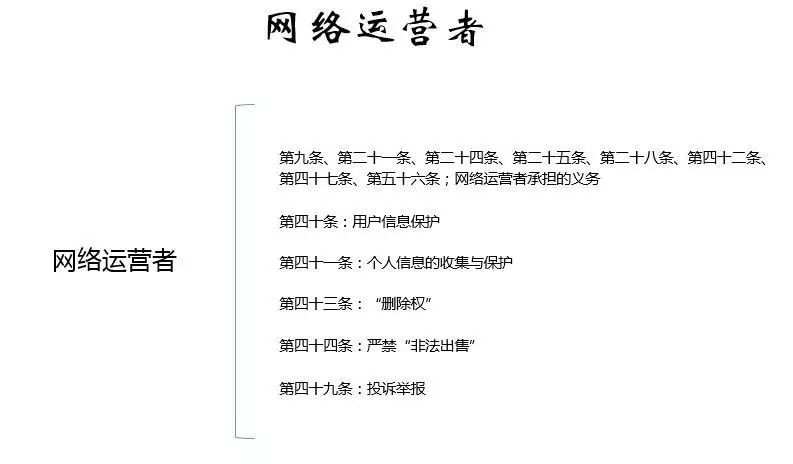 网络运营者
第九条、第二十一条、第二十四条、第二十五条、第二十八条、第四十二条、
第四十七条、第五十六条；网络运营者承担的义务
第四十条：用户信息保护
网络运营者
第四十一条：个人信息的收集与保护
第四十三条：“删除权”
第四十四条：严禁“非法出售”
第四十九条：投诉举报